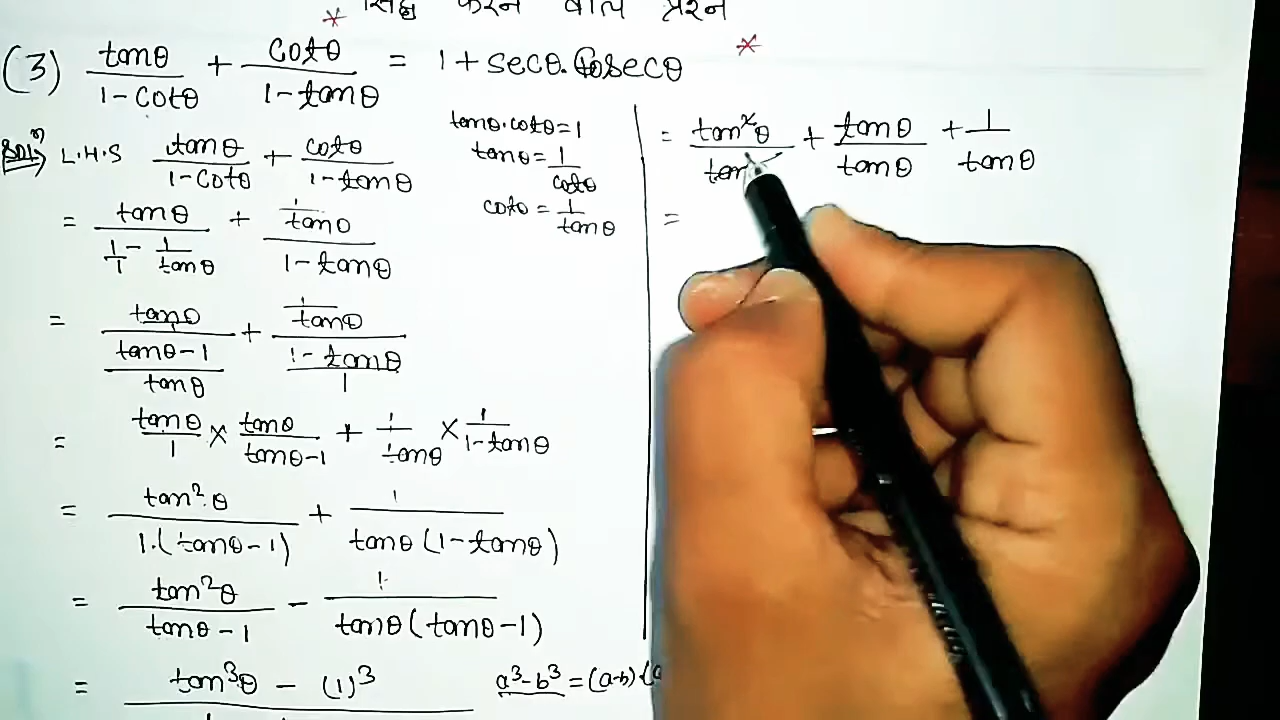 सिद्ध करने वाले प्रश्न
(3) tanθ/(1-cotθ) + cotθ/(1-tanθ) = 1 + secθ.cosecθ
Solⁿ L.H.S tanθ/(1-cotθ) + cotθ/(1-tanθ)
= tanθ/(1/1 - 1/tanθ) + (1/tanθ)/(1-tanθ)
= tanθ/((tanθ-1)/tanθ) + (1/tanθ)/((1-tanθ)/1)
= tanθ/1 × tanθ/(tanθ-1) + 1/tanθ × 1/(1-tanθ)
= tan²θ/(1.(tanθ-1)) + 1/(tanθ(1-tanθ))
= tan²θ/(tanθ-1) - 1/(tanθ(tanθ-1))
= tan³θ - (1)³
a³-b³ = (a-b)
tanθ.cotθ=1
tanθ = 1/cotθ
cotθ = 1/tanθ
= tan²θ/tan + tanθ/tanθ + 1/tanθ
=